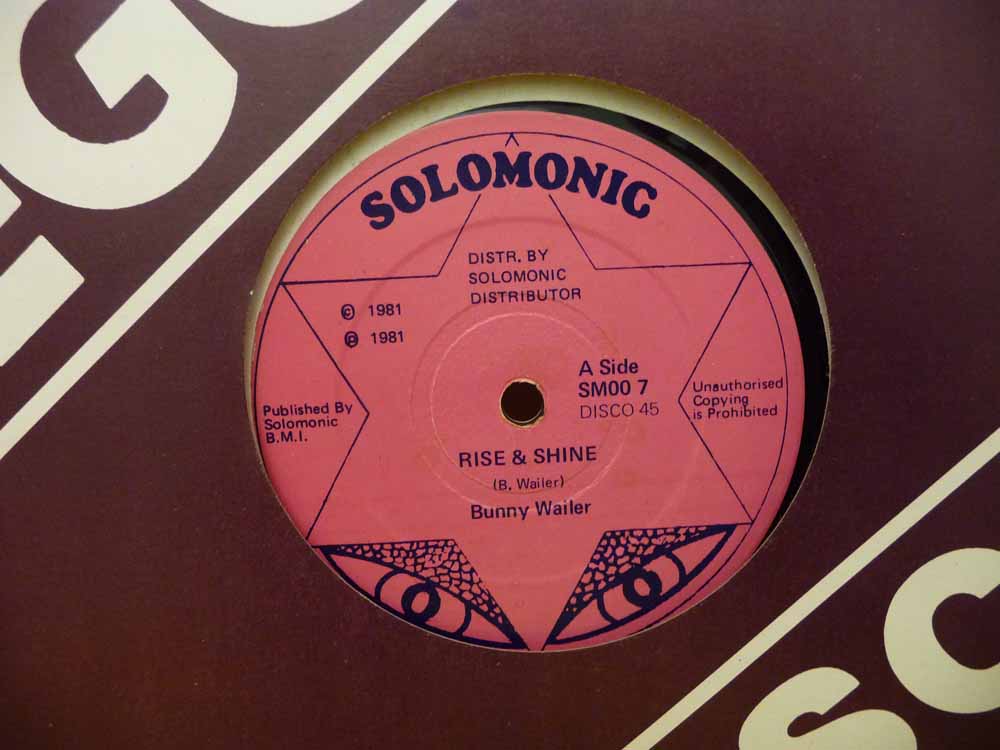 SOLOMONIC
DISTR. BY
SOLOMONIC
DISTRIBUTOR
© 1981
℗ 1981
A Side
SM00 7
DISCO 45
Published By
Solomonic
B.M.I.
Unauthorised
Copying
is Prohibited
RISE & SHINE
(B. Wailer)
Bunny Wailer